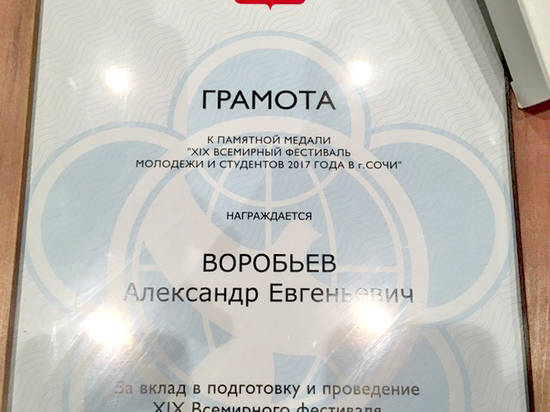 ГРАМОТА
К ПАМЯТНОЙ МЕДАЛИ
"XIX ВСЕМИРНЫЙ ФЕСТИВАЛЬ
МОЛОДЕЖИ И СТУДЕНТОВ 2017 ГОДА В г.СОЧИ"
НАГРАЖДАЕТСЯ
ВОРОБЬЕВ
Александр Евгеньевич
За вклад в подготовку и проведение
XIX Всемирного фестиваля